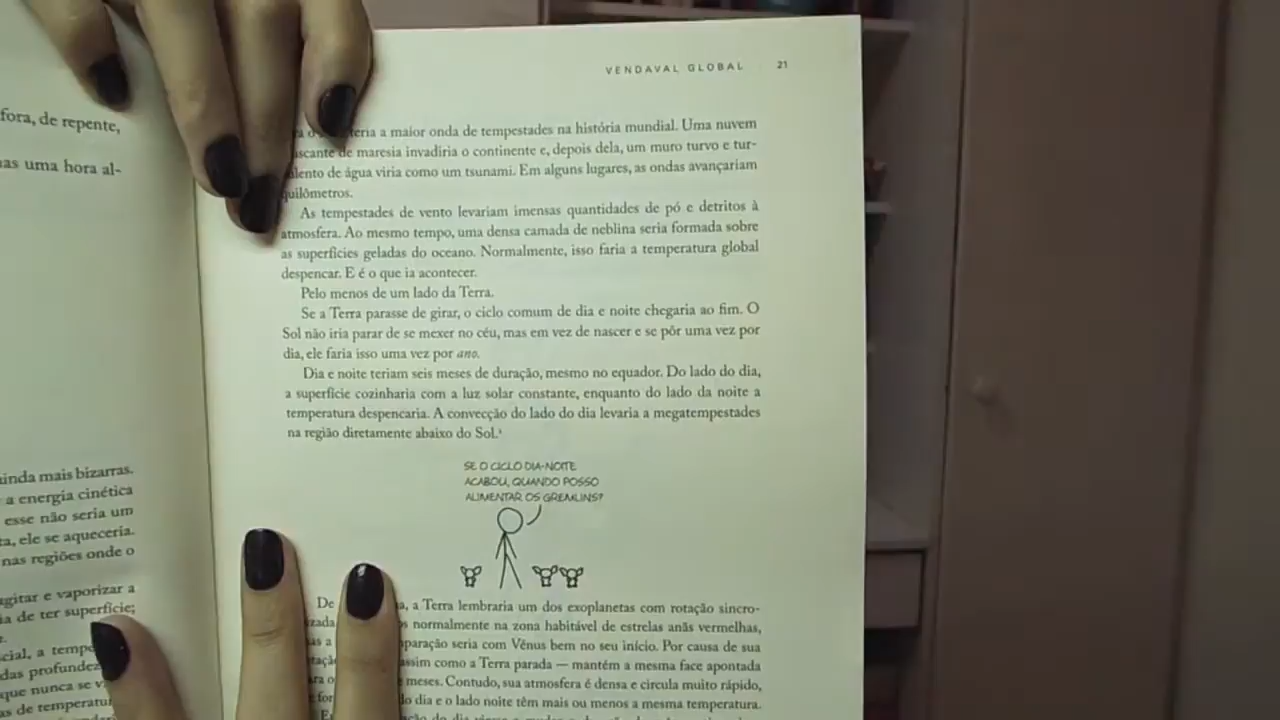 fora, de repente,
uma hora al-
ainda mais bizarras.
a energia cinética
esse não seria um
ele se aqueceria.
nas regiões onde o
agitar e vaporizar a
de ter superfície;
a
das
que nunca se
de
VENDAVAL GLOBAL 21
teria a maior onda de tempestades na história mundial. Uma nuvem
de maresia invadiria o continente e, depois dela, um muro turvo e tur-
de água viria como um tsunami. Em alguns lugares, as ondas avançariam
quilômetros.
As tempestades de vento levariam imensas quantidades de pó e detritos à
atmosfera. Ao mesmo tempo, uma densa camada de neblina seria formada sobre
as superfícies geladas do oceano. Normalmente, isso faria a temperatura global
despencar. E é o que ia acontecer.
Pelo menos de um lado da Terra.
Se a Terra parasse de girar, o ciclo comum de dia e noite chegaria ao fim. O
Sol não iria parar de se mexer no céu, mas em vez de nascer e se pôr uma vez por
dia, ele faria isso uma vez por ano.
Dia e noite teriam seis meses de duração, mesmo no equador. Do lado do dia,
a superfície cozinharia com a luz solar constante, enquanto do lado da noite a
temperatura despencaria. A convecção do lado do dia levaria a megatempestades
na região diretamente abaixo do Sol.
SE O CICLO DIA-NOITE
ACABOU, QUANDO POSSO
ALIMENTAR OS GREMLINS?
De a Terra lembraria um dos exoplanetas com rotação sincro-
normalmente na zona habitável de estrelas anãs vermelhas,
seria com Vênus bem no seu início. Por causa de sua
assim como a Terra parada — mantém a mesma face apontada
meses. Contudo, sua atmosfera é densa e circula muito rápido,
do dia e o lado noite têm mais ou menos a mesma temperatura.